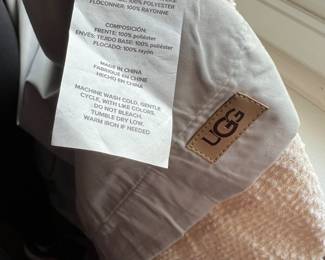 100% POLYESTER
FLOCONNER: 100% RAYONNE
COMPOSICIÓN:
FRENTE: 100% poliéster
ENVÉS: TEJIDO BASE: 100% POLIÉSTER
FLOCADO: 100% RAYÓN
MADE IN CHINA
FABRIQUÉ EN CHINE
HECHO EN CHINA
MACHINE WASH COLD, GENTLE
CYCLE, WITH LIKE COLORS.
DO NOT BLEACH.
TUMBLE DRY LOW.
WARM IRON IF NEEDED
UGG